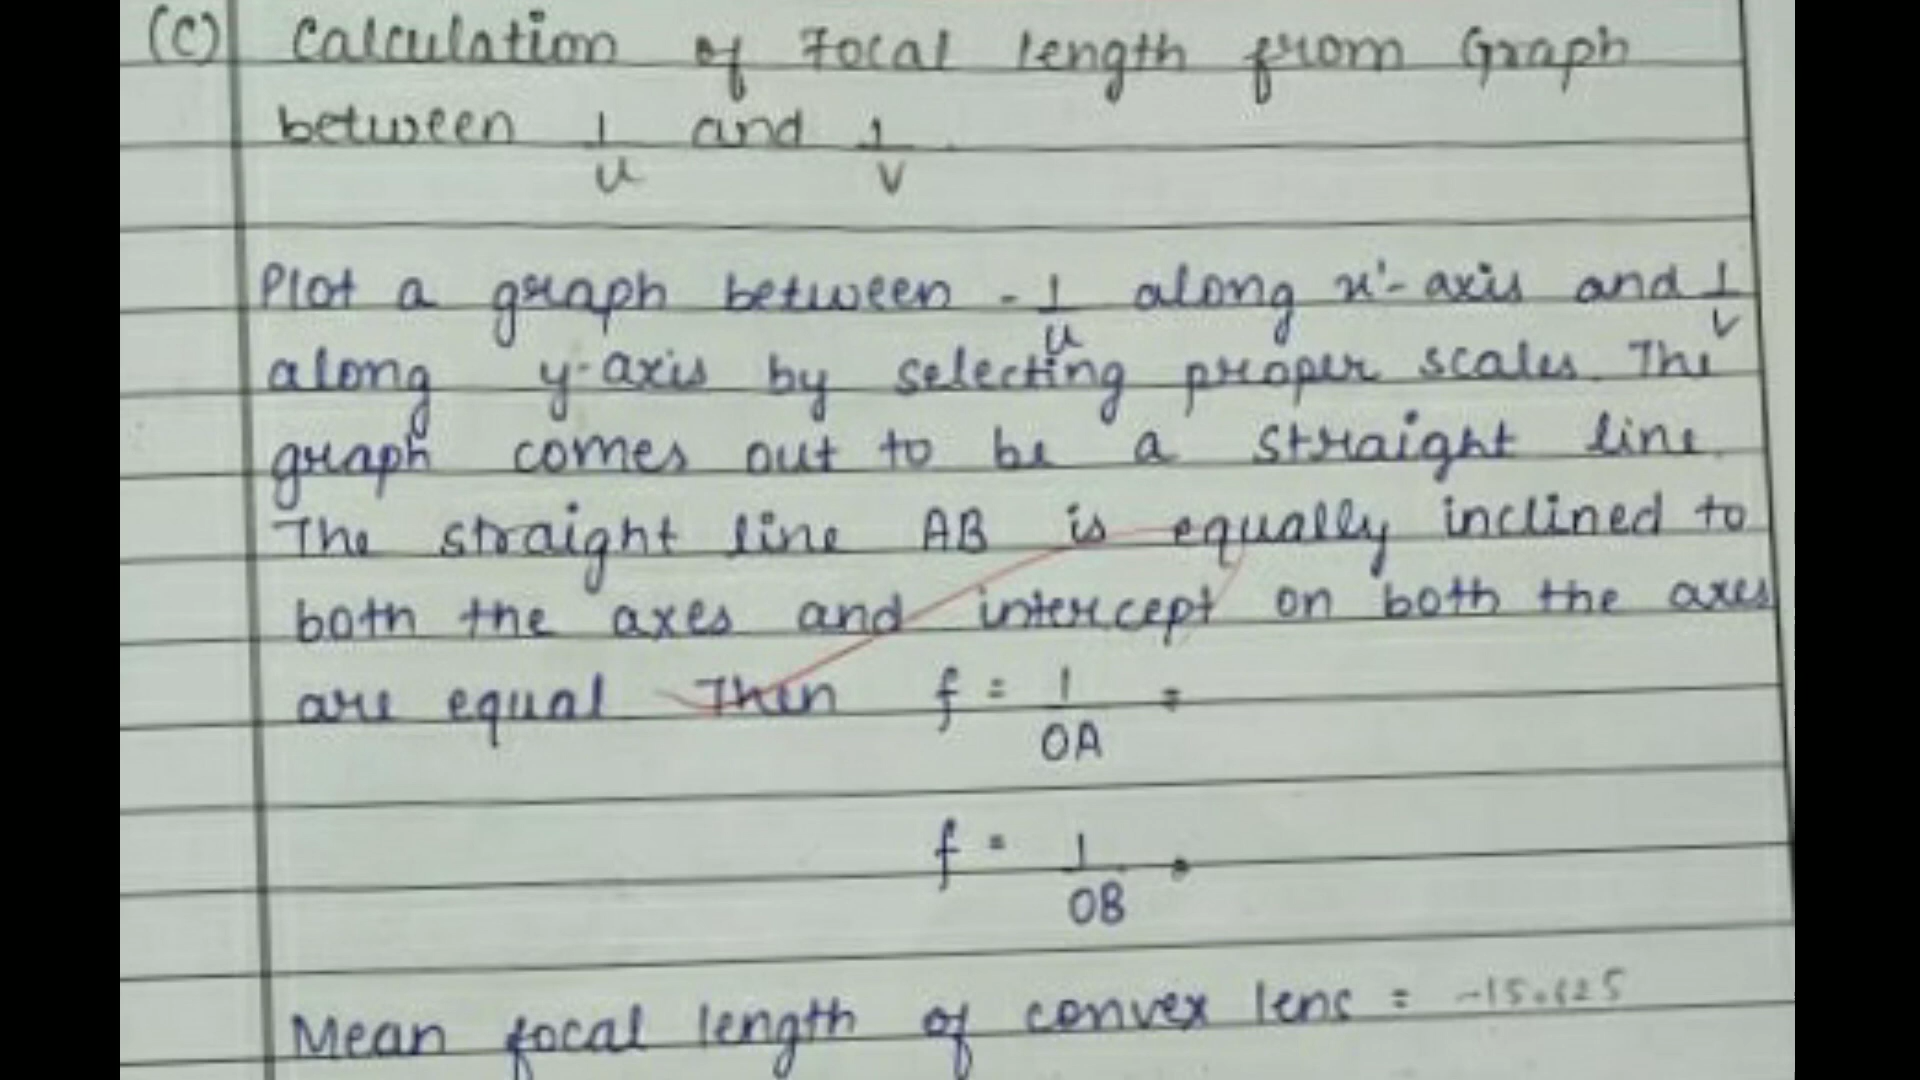 (C) Calculation of Focal length from Graph
between 1/u and 1/v.
Plot a graph between - 1/u along x'-axis and 1/v
along y-axis by selecting proper scales. The
graph comes out to be a straight line.
The straight line AB is equally inclined to
both the axes and intercept on both the axes
are equal Then f = 1/OA =
f = 1/OB =
Mean focal length of convex lens =